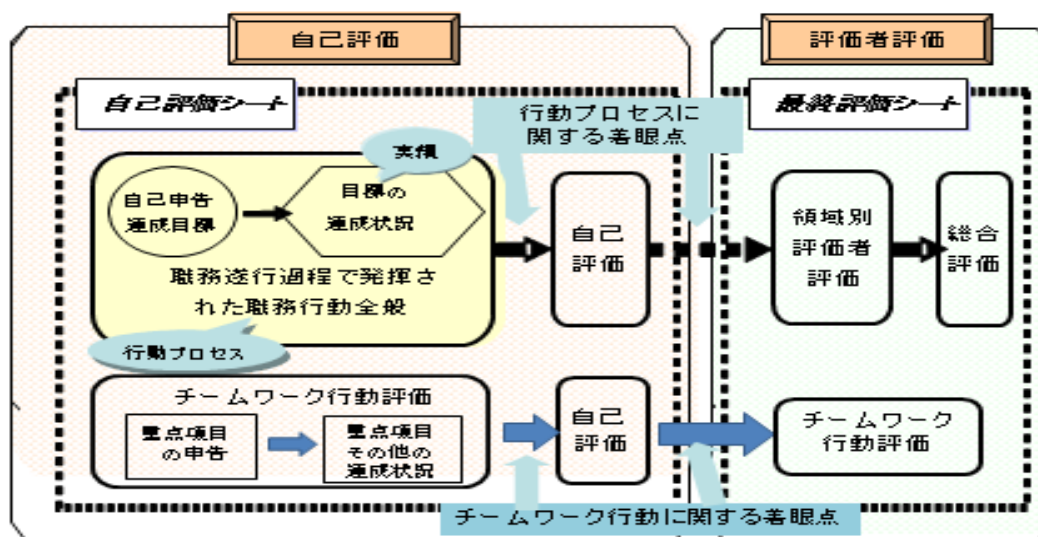 自己評価
評価者評価
自己評価シート
最終評価シート
行動プロセスに
関する着眼点
実績
自己申告
達成目標
目標の
達成状況
職務遂行過程で発揮さ
れた職務行動全般
自己
評価
領域別
評価者
評価
総合
評価
行動プロセス
チームワーク行動評価
重点項目
の申告
重点項目
その他の
達成状況
自己
評価
チームワーク
行動評価
チームワーク行動に関する着眼点